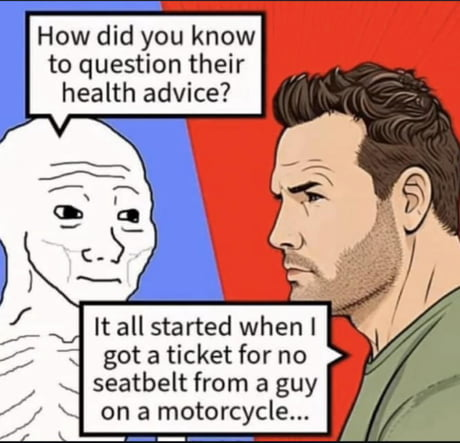 How did you know
to question their
health advice?
It all started when I
got a ticket for no
seatbelt from a guy
on a motorcycle...